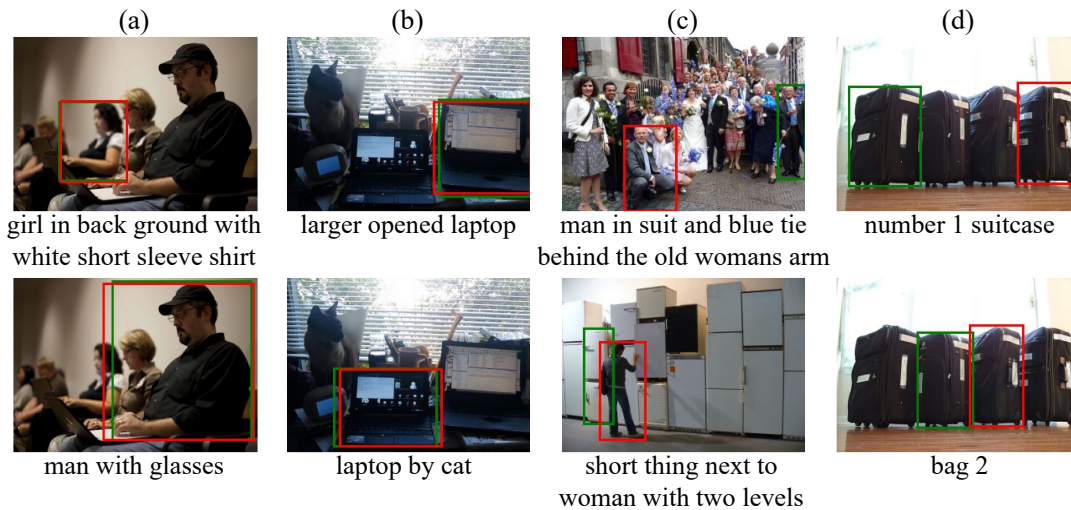 (a)
(b)
(c)
(d)
girl in back ground with
white short sleeve shirt
larger opened laptop
man in suit and blue tie
behind the old womans arm
number 1 suitcase
man with glasses
laptop by cat
short thing next to
woman with two levels
bag 2